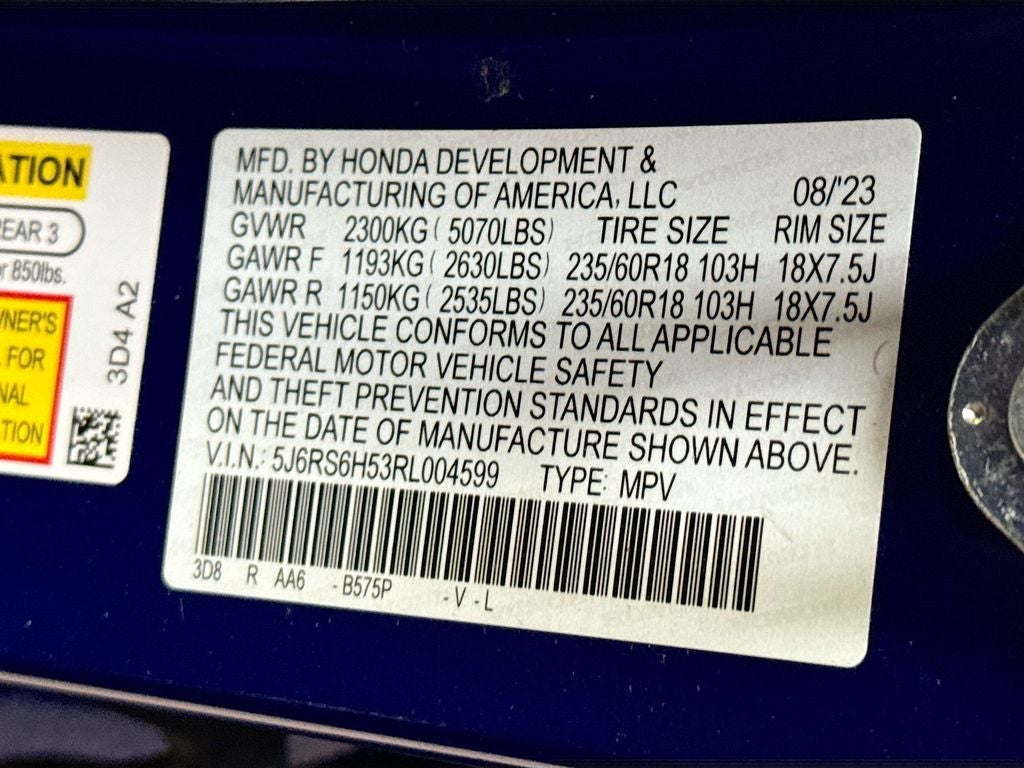 ATION
EAR 3
r 850lbs.
NER'S
FOR
NAL
TION
3D4 A2
MFD. BY HONDA DEVELOPMENT &
MANUFACTURING OF AMERICA, LLC 08/'23
GVWR 2300KG ( 5070LBS) TIRE SIZE RIM SIZE
GAWR F 1193KG ( 2630LBS) 235/60R18 103H 18X7.5J
GAWR R 1150KG ( 2535LBS) 235/60R18 103H 18X7.5J
THIS VEHICLE CONFORMS TO ALL APPLICABLE
FEDERAL MOTOR VEHICLE SAFETY
AND THEFT PREVENTION STANDARDS IN EFFECT
ON THE DATE OF MANUFACTURE SHOWN ABOVE.
V.I.N.: 5J6RS6H53RL004599 TYPE: MPV
3D8 R AA6 - B575P - V - L